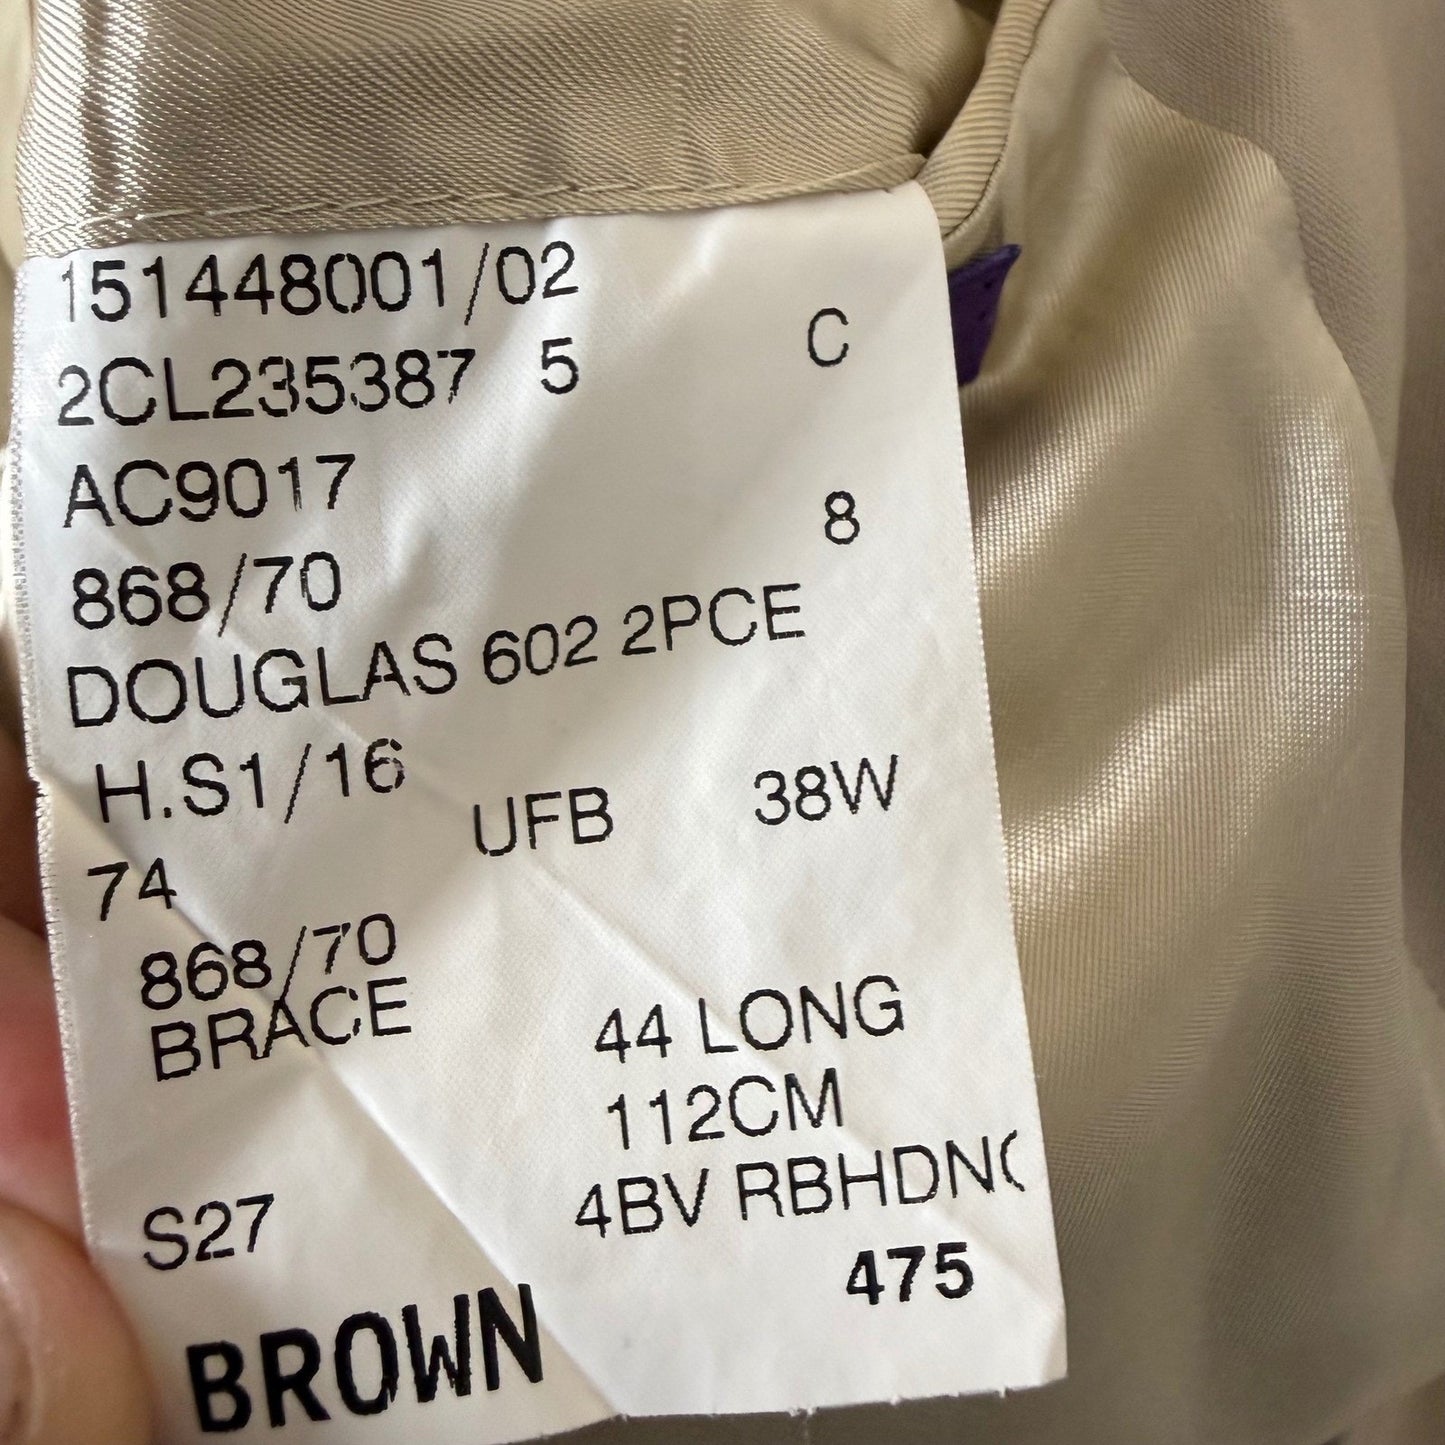 151448001/02
2CL235387 5 C
AC9017
8
868/70
DOUGLAS 602 2PCE
H.S1/16
UFB 38W
74
868/70
BRACE
44 LONG
112CM
S27
4BV RBHDN
475
BROWN